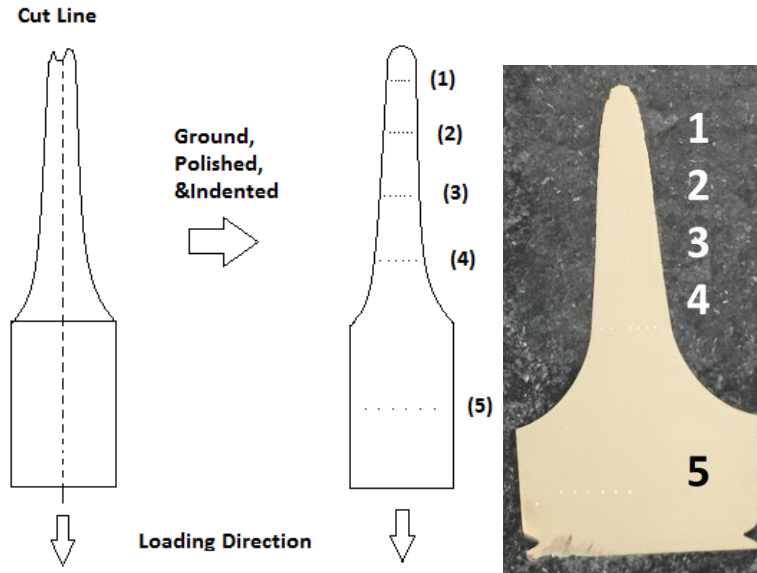 Cut Line
Ground,
Polished,
&Indented
(1)
(2)
(3)
(4)
(5)
Loading Direction
1
2
3
4
5